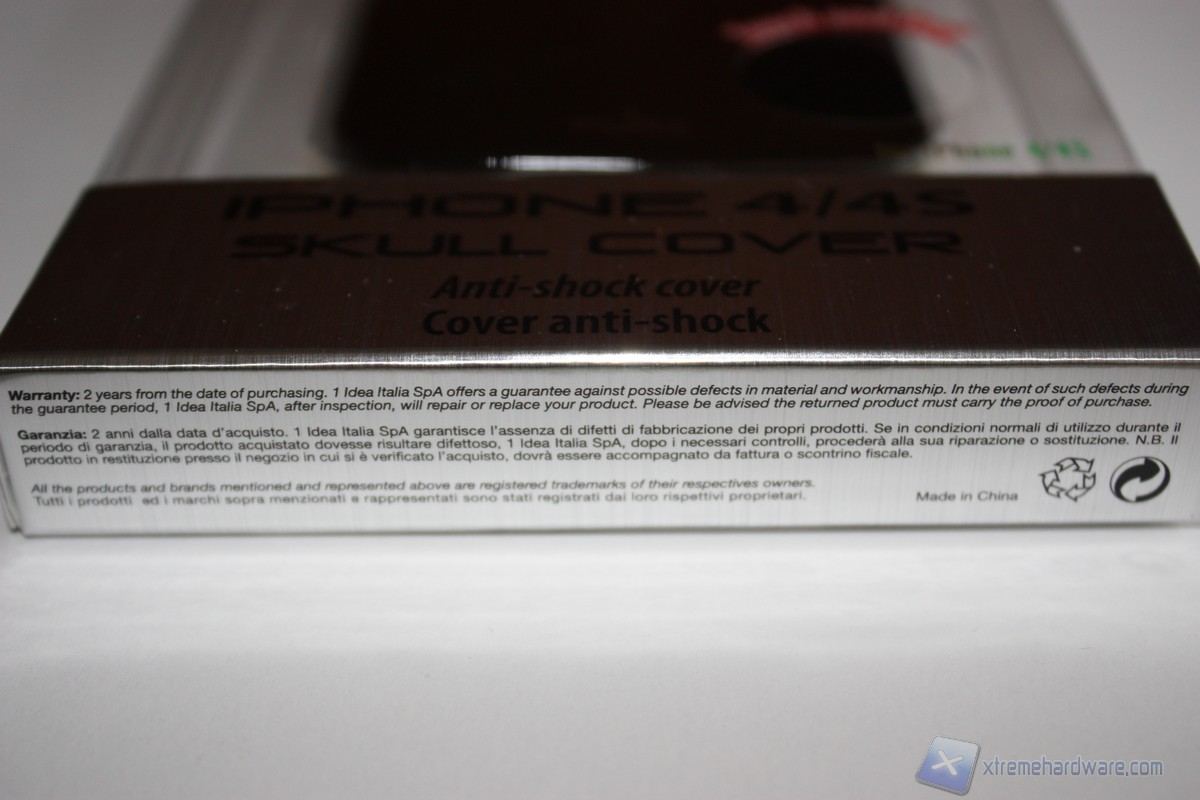 iPhone 4/4S
IPHONE 4/4S
SKULL COVER
Anti-shock cover
Cover anti-shock
Warranty: 2 years from the date of purchasing. 1 Idea Italia SpA offers a guarantee against possible defects in material and workmanship. In the event of such defects during
the guarantee period, 1 Idea Italia SpA, after inspection, will repair or replace your product. Please be advised the returned product must carry the proof of purchase.
Garanzia: 2 anni dalla data d'acquisto. 1 Idea Italia SpA garantisce l'assenza di difetti di fabbricazione dei propri prodotti. Se in condizioni normali di utilizzo durante il
periodo di garanzia, il prodotto acquistato dovesse risultare difettoso, 1 Idea Italia SpA, dopo i necessari controlli, procederà alla sua riparazione o sostituzione. N.B. Il
prodotto in restituzione presso il negozio in cui si è verificato l'acquisto, dovrà essere accompagnato da fattura o scontrino fiscale.
All the products and brands mentioned and represented above are registered trademarks of their respectives owners.
Tutti i prodotti ed i marchi sopra menzionati e rappresentati sono stati registrati dai loro rispettivi proprietari.
Made in China
xtremehardware.com